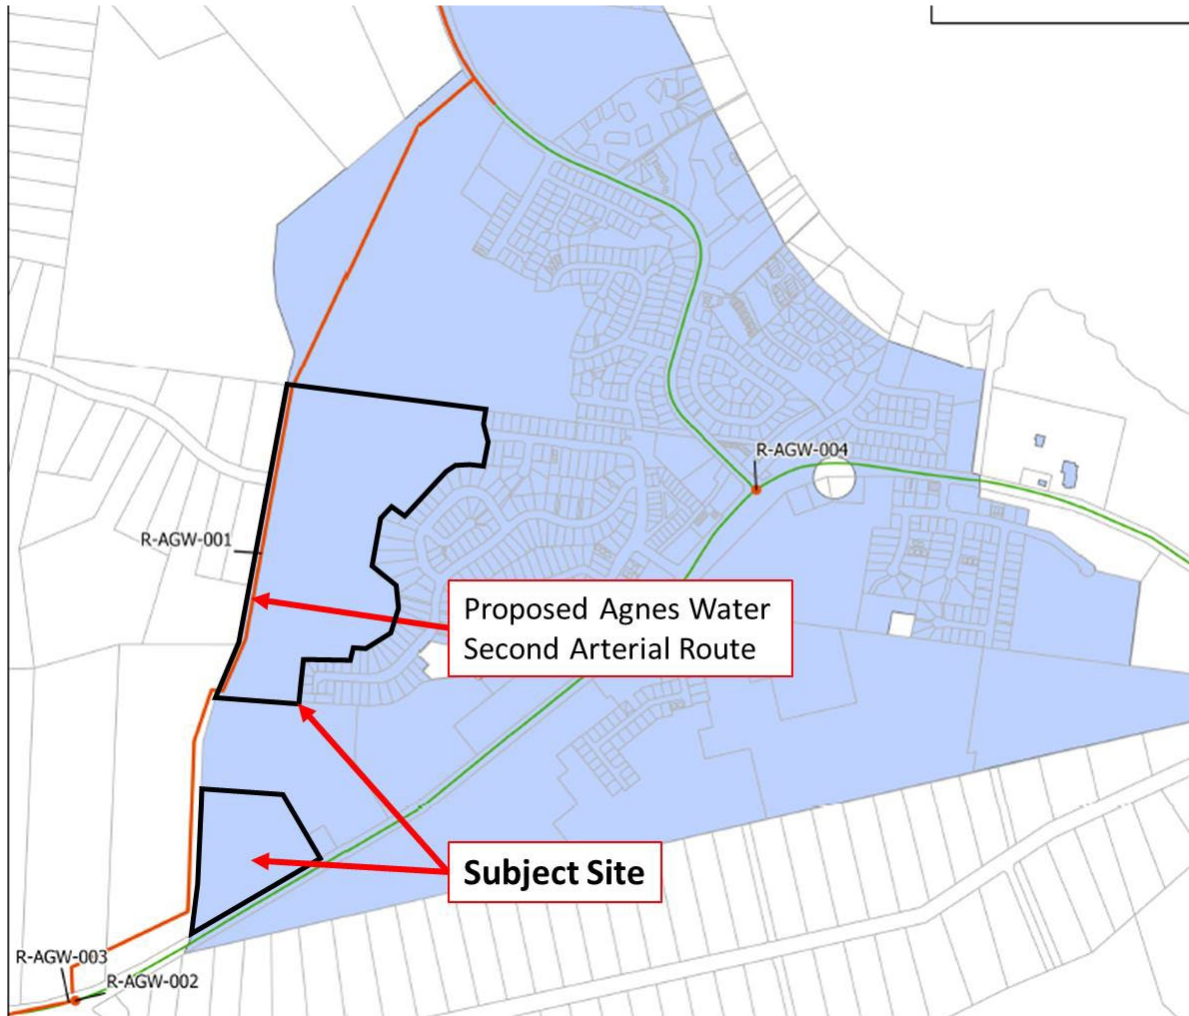 R-AGW-004
R-AGW-001
Proposed Agnes Water
Second Arterial Route
Subject Site
R-AGW-003
R-AGW-002